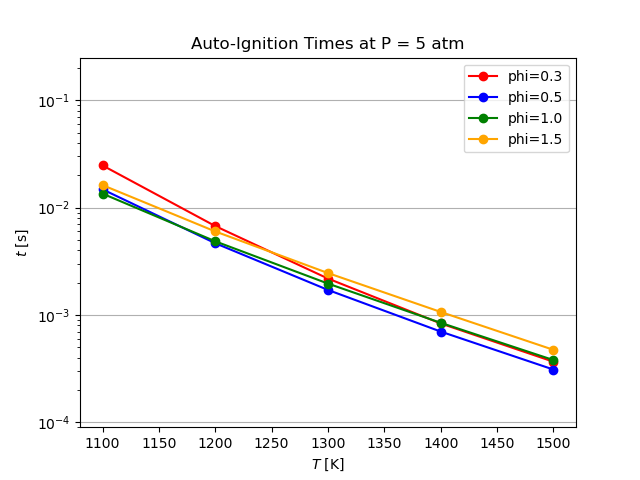 Auto-Ignition Times at P = 5 atm
phi=0.3
phi=0.5
phi=1.0
phi=1.5
t [s]
10⁻¹
10⁻²
10⁻³
10⁻⁴
1100 1150 1200 1250 1300 1350 1400 1450 1500
T [K]